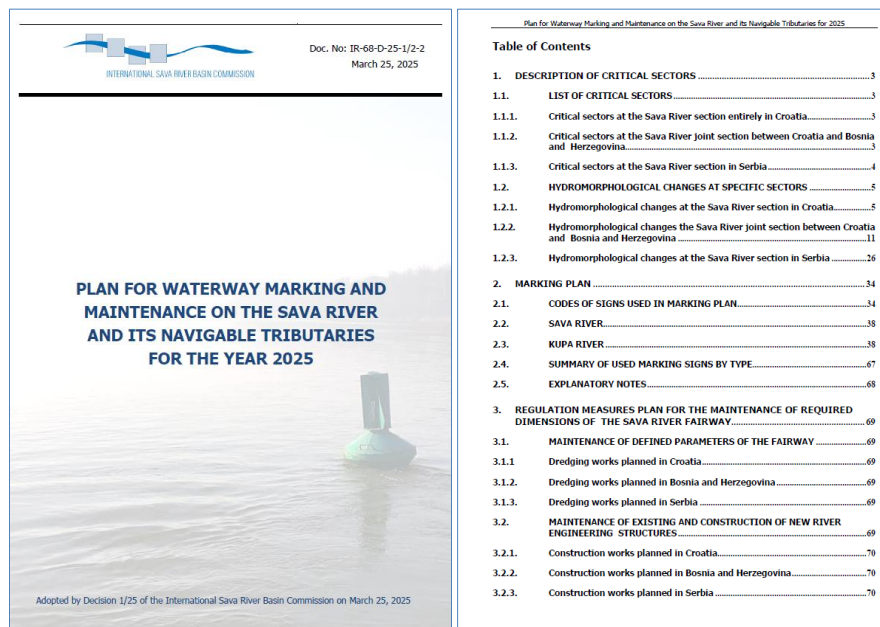 INTERNATIONAL SAVA RIVER BASIN COMMISSION
Doc. No: IR-68-D-25-1/2-2
March 25, 2025
PLAN FOR WATERWAY MARKING AND
MAINTENANCE ON THE SAVA RIVER
AND ITS NAVIGABLE TRIBUTARIES
FOR THE YEAR 2025
Adopted by Decision 1/25 of the International Sava River Basin Commission on March 25, 2025
Plan for Waterway Marking and Maintenance on the Sava River and its Navigable Tributaries for 2025
Table of Contents
1. DESCRIPTION OF CRITICAL SECTORS ... 3
1.1. LIST OF CRITICAL SECTORS ... 3
1.1.1. Critical sectors at the Sava River section entirely in Croatia ... 3
1.1.2. Critical sectors at the Sava River joint section between Croatia and Bosnia
and Herzegovina ... 3
1.1.3. Critical sectors at the Sava River section in Serbia ... 4
1.2. HYDROMORPHOLOGICAL CHANGES AT SPECIFIC SECTORS ... 5
1.2.1. Hydromorphological changes at the Sava River section in Croatia ... 5
1.2.2. Hydromorphological changes the Sava River joint section between Croatia
and Bosnia and Herzegovina ... 11
1.2.3. Hydromorphological changes at the Sava River section in Serbia ... 26
2. MARKING PLAN ... 34
2.1. CODES OF SIGNS USED IN MARKING PLAN ... 34
2.2. SAVA RIVER ... 38
2.3. KUPA RIVER ... 38
2.4. SUMMARY OF USED MARKING SIGNS BY TYPE ... 67
2.5. EXPLANATORY NOTES ... 68
3. REGULATION MEASURES PLAN FOR THE MAINTENANCE OF REQUIRED
DIMENSIONS OF THE SAVA RIVER FAIRWAY ... 69
3.1. MAINTENANCE OF DEFINED PARAMETERS OF THE FAIRWAY ... 69
3.1.1 Dredging works planned in Croatia ... 69
3.1.2. Dredging works planned in Bosnia and Herzegovina ... 69
3.1.3. Dredging works planned in Serbia ... 69
3.2. MAINTENANCE OF EXISTING AND CONSTRUCTION OF NEW RIVER
ENGINEERING STRUCTURES ... 69
3.2.1. Construction works planned in Croatia ... 70
3.2.2. Construction works planned in Bosnia and Herzegovina ... 70
3.2.3. Construction works planned in Serbia ... 70